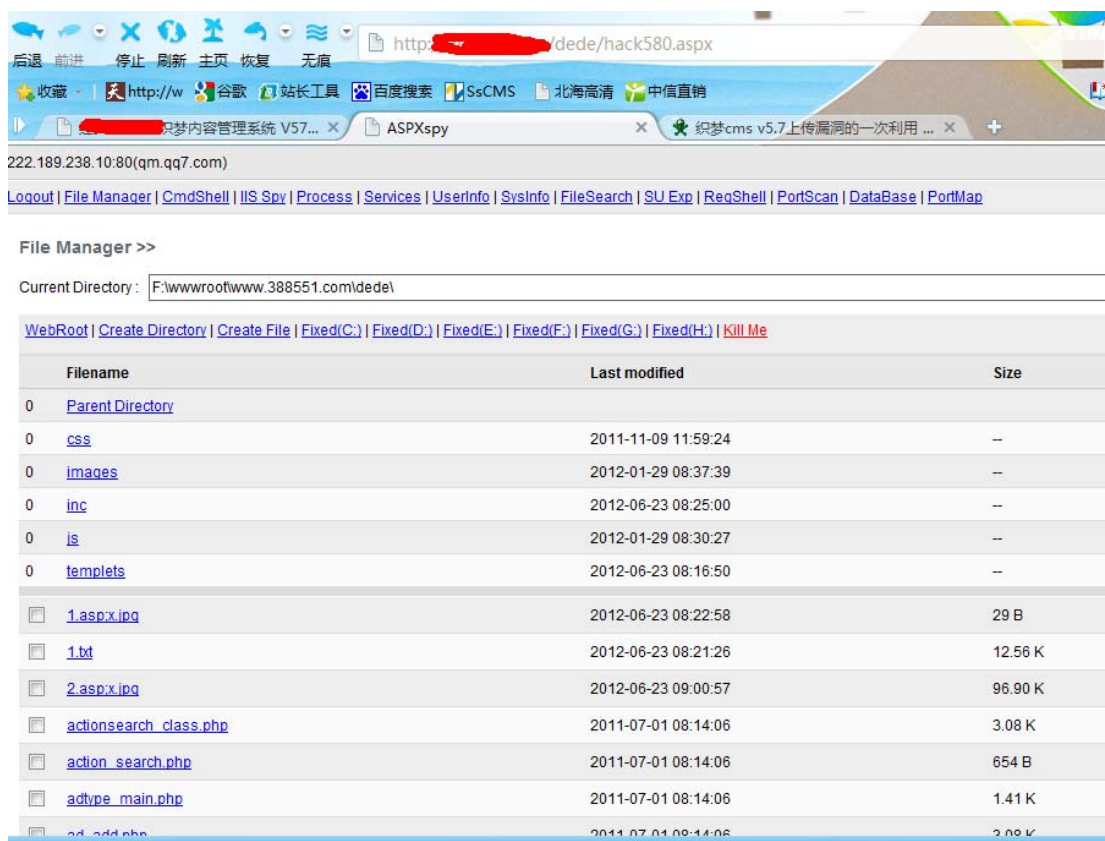 后退 前进 停止 刷新 主页 恢复 无痕
http: /dede/hack580.aspx
收藏 http://w 谷歌 站长工具 百度搜索 SsCMS 北海高清 中信直销
织梦内容管理系统 V57... ASPXspy 织梦cms v5.7上传漏洞的一次利用 ...
222.189.238.10:80(qm.qq7.com)
Logout | File Manager | CmdShell | IIS Spy | Process | Services | UserInfo | SysInfo | FileSearch | SU Exp | RegShell | PortScan | DataBase | PortMap
File Manager >>
Current Directory : F:\wwwroot\www.388551.com\dede\
WebRoot | Create Directory | Create File | Fixed(C:) | Fixed(D:) | Fixed(E:) | Fixed(F:) | Fixed(G:) | Fixed(H:) | Kill Me
Filename Last modified Size
0 Parent Directory
0 css 2011-11-09 11:59:24 --
0 images 2012-01-29 08:37:39 --
0 inc 2012-06-23 08:25:00 --
0 js 2012-01-29 08:30:27 --
0 templets 2012-06-23 08:16:50 --
1.asp;x.jpg 2012-06-23 08:22:58 29 B
1.txt 2012-06-23 08:21:26 12.56 K
2.asp;x.jpg 2012-06-23 09:00:57 96.90 K
actionsearch_class.php 2011-07-01 08:14:06 3.08 K
action_search.php 2011-07-01 08:14:06 654 B
adtype_main.php 2011-07-01 08:14:06 1.41 K
ad_add.php 2011-07-01 08:14:06 3.08 K